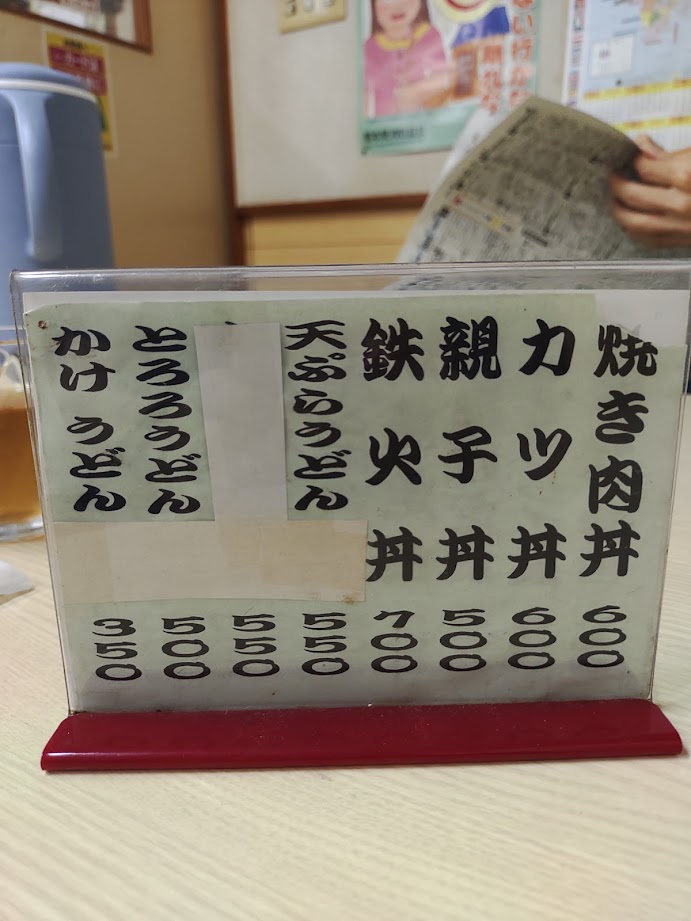 焼き肉丼 600
カツ丼 600
親子丼 500
鉄火丼 700
天ぷらうどん 550
550
とろろうどん 500
かけうどん 350